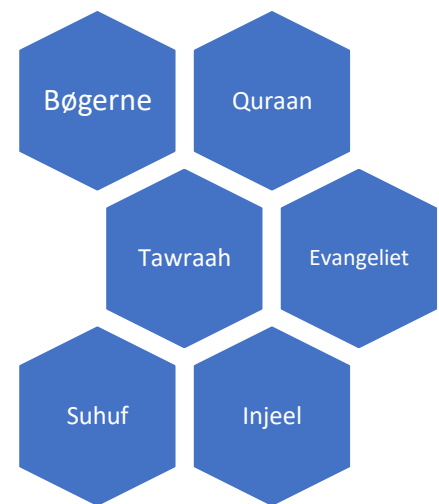 Bøgerne
Quraan
Tawraah
Evangeliet
Suhuf
Injeel